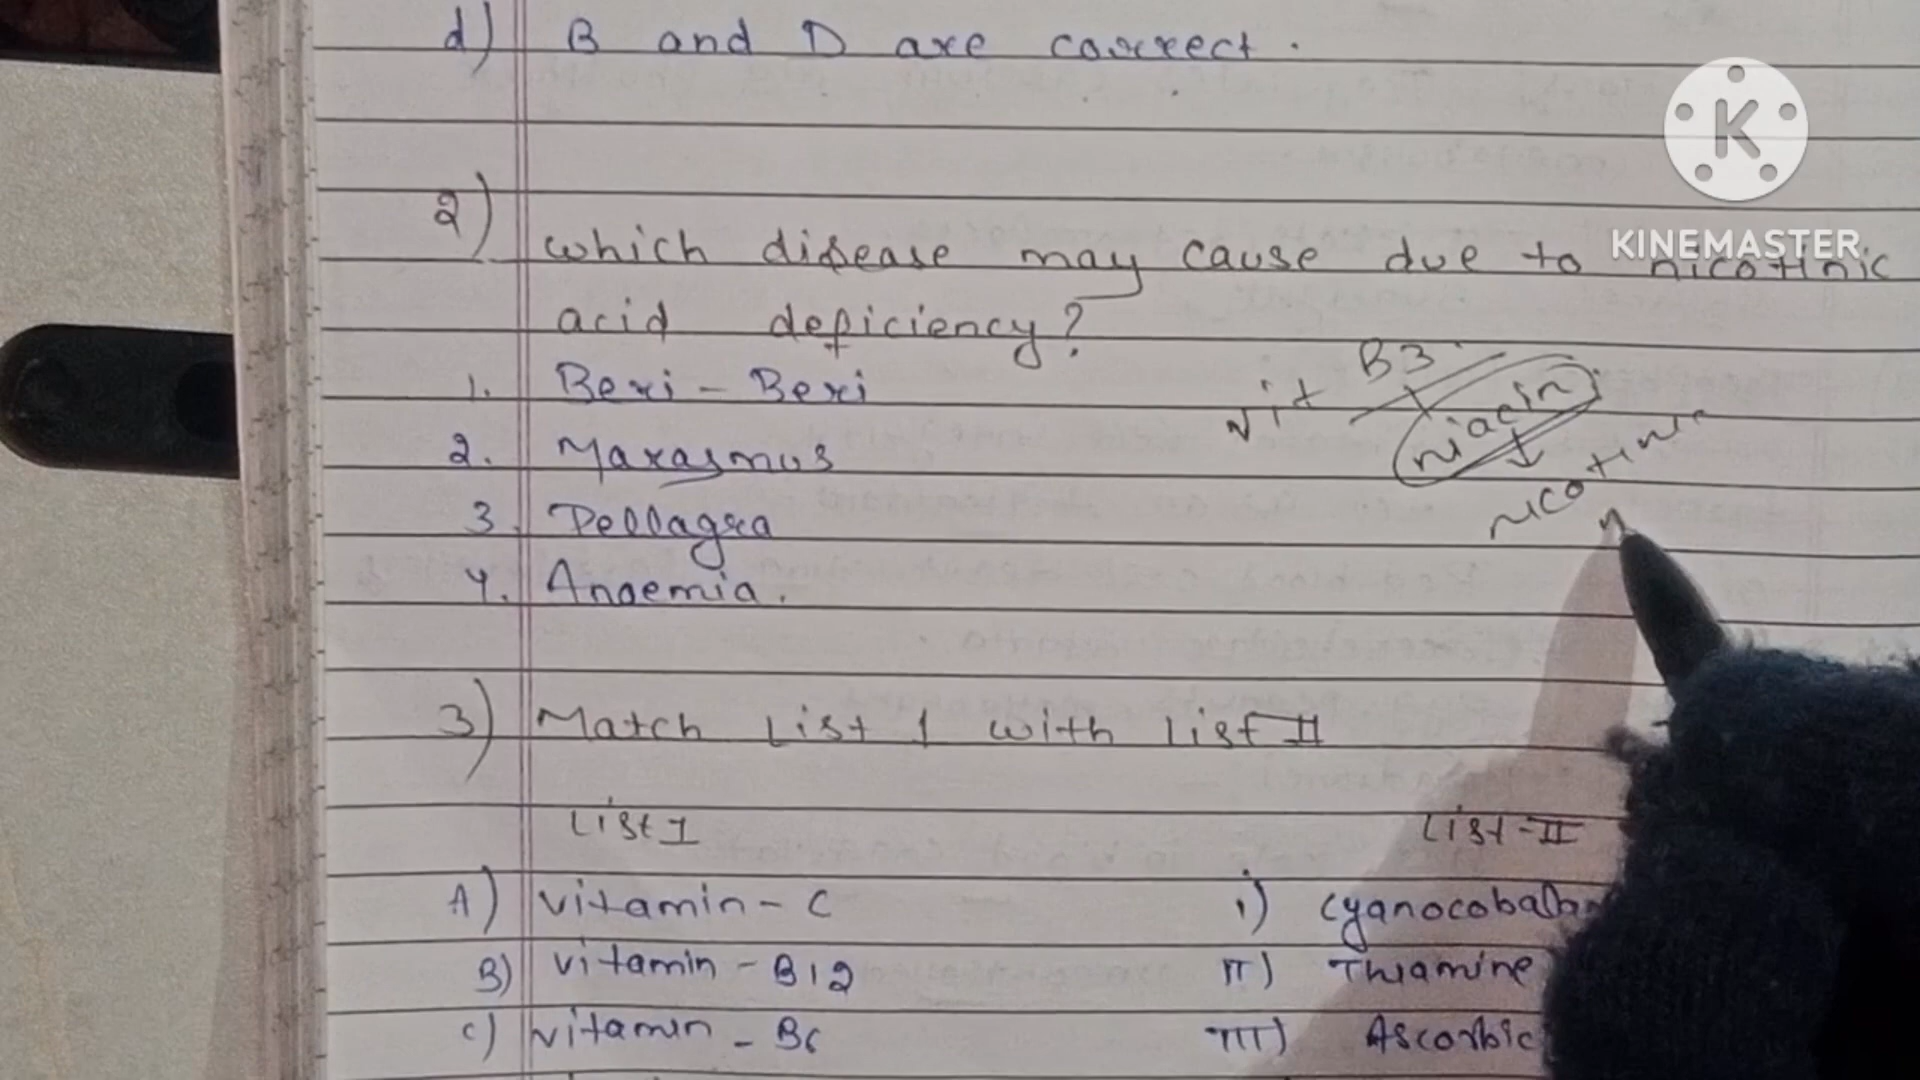 d) B and D are correct.
KINEMASTER
2) which disease may cause due to nicotinic
acid deficiency?
1. Beri - Beri
2. Marasmus
3. Pellagra
4. Anaemia.
vit B3
niacin
3) Match List 1 with List II
List I List - II
A) vitamin - C i) cyanocobala
B) vitamin - B12 II) Thiamine
C) vitamin - B6 III) Ascorbic